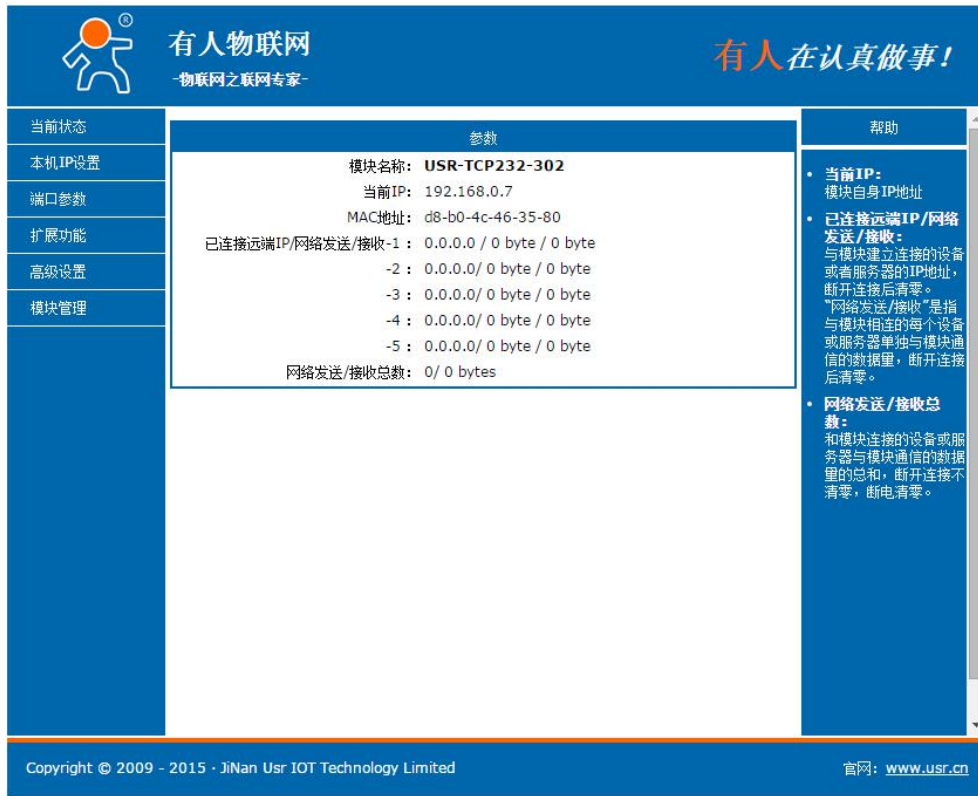 ®
有人物联网
-物联网之联网专家-
有人在认真做事！
当前状态
本机IP设置
端口参数
扩展功能
高级设置
模块管理
参数
模块名称： USR-TCP232-302
当前IP: 192.168.0.7
MAC地址： d8-b0-4c-46-35-80
已连接远端IP/网络发送/接收-1： 0.0.0.0 / 0 byte / 0 byte
-2： 0.0.0.0/ 0 byte / 0 byte
-3： 0.0.0.0/ 0 byte / 0 byte
-4： 0.0.0.0/ 0 byte / 0 byte
-5： 0.0.0.0/ 0 byte / 0 byte
网络发送/接收总数： 0/ 0 bytes
帮助
• 当前IP：
模块自身IP地址
• 已连接远端IP/网络
发送/接收：
与模块建立连接的设备
或者服务器的IP地址，
断开连接后清零。
“网络发送/接收”是指
与模块相连的每个设备
或服务器单独与模块通
信的数据量，断开连接
后清零。
• 网络发送/接收总
数：
和模块连接的设备或服
务器与模块通信的数据
量的总和，断开连接不
清零，断电清零。
Copyright © 2009 - 2015 · JiNan Usr IOT Technology Limited
官网：www.usr.cn